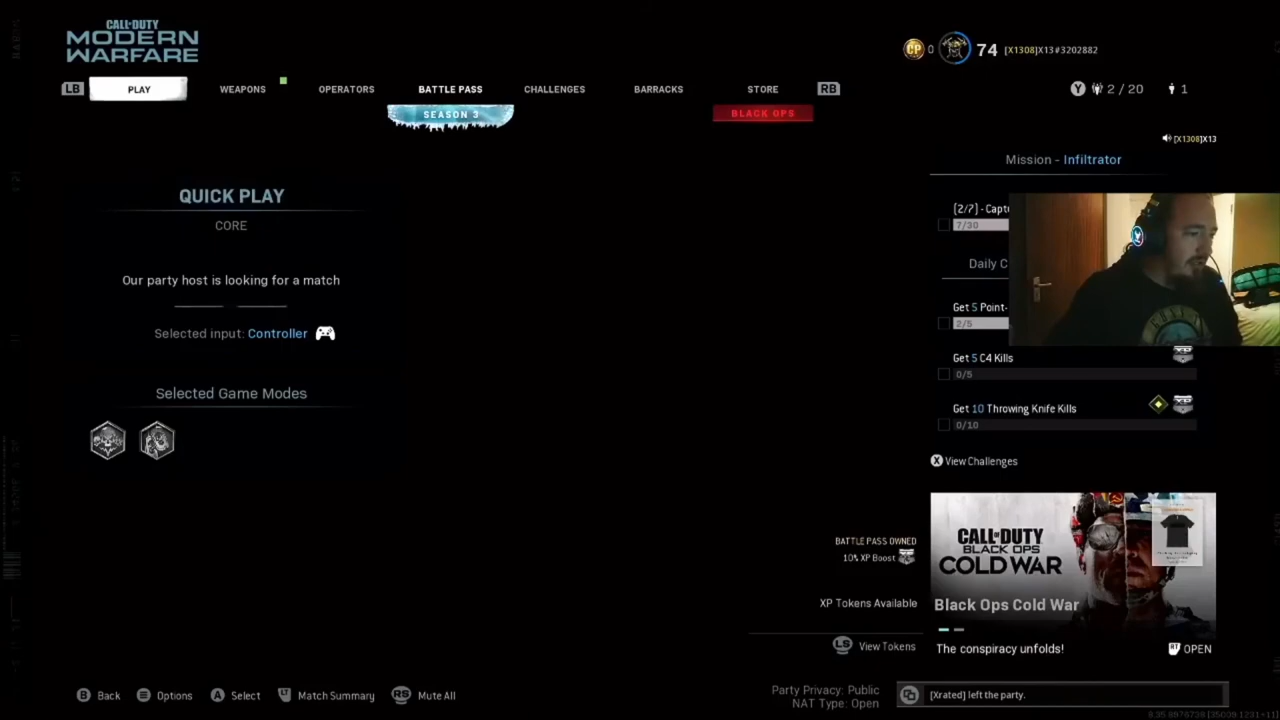 CALL OF DUTY
MODERN
WARFARE
CP 0 74 [X1308]X13#3202882
LB PLAY WEAPONS OPERATORS BATTLE PASS CHALLENGES BARRACKS STORE RB
Y 2 / 20 1
SEASON 3
BLACK OPS
[X1308]X13
Mission - Infiltrator
QUICK PLAY
CORE
[2/7] - Captu
7/30
Daily C
Our party host is looking for a match
Get 5 Point-
2/5
Selected input: Controller
Get 5 C4 Kills
0/5
Selected Game Modes
Get 10 Throwing Knife Kills
0/10
X View Challenges
CALL OF DUTY
BLACK OPS
COLD WAR
BATTLE PASS OWNED
10% XP Boost
XP Tokens Available
Black Ops Cold War
LS View Tokens
The conspiracy unfolds!
RT OPEN
B Back Options A Select LT Match Summary RS Mute All
Party Privacy: Public
NAT Type: Open
[Xrated] left the party.